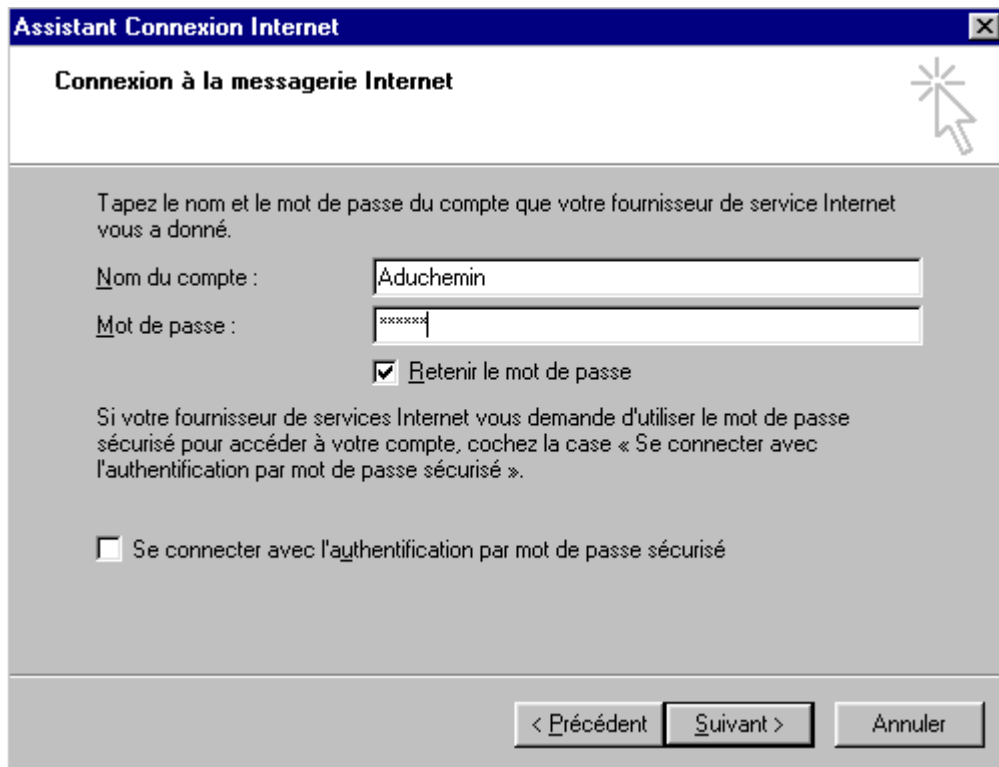 Assistant Connexion Internet
Connexion à la messagerie Internet
Tapez le nom et le mot de passe du compte que votre fournisseur de service Internet
vous a donné.
Nom du compte : Aduchemin
Mot de passe : ××××××
Retenir le mot de passe
Si votre fournisseur de services Internet vous demande d'utiliser le mot de passe
sécurisé pour accéder à votre compte, cochez la case « Se connecter avec
l'authentification par mot de passe sécurisé ».
Se connecter avec l'authentification par mot de passe sécurisé
< Précédent Suivant > Annuler